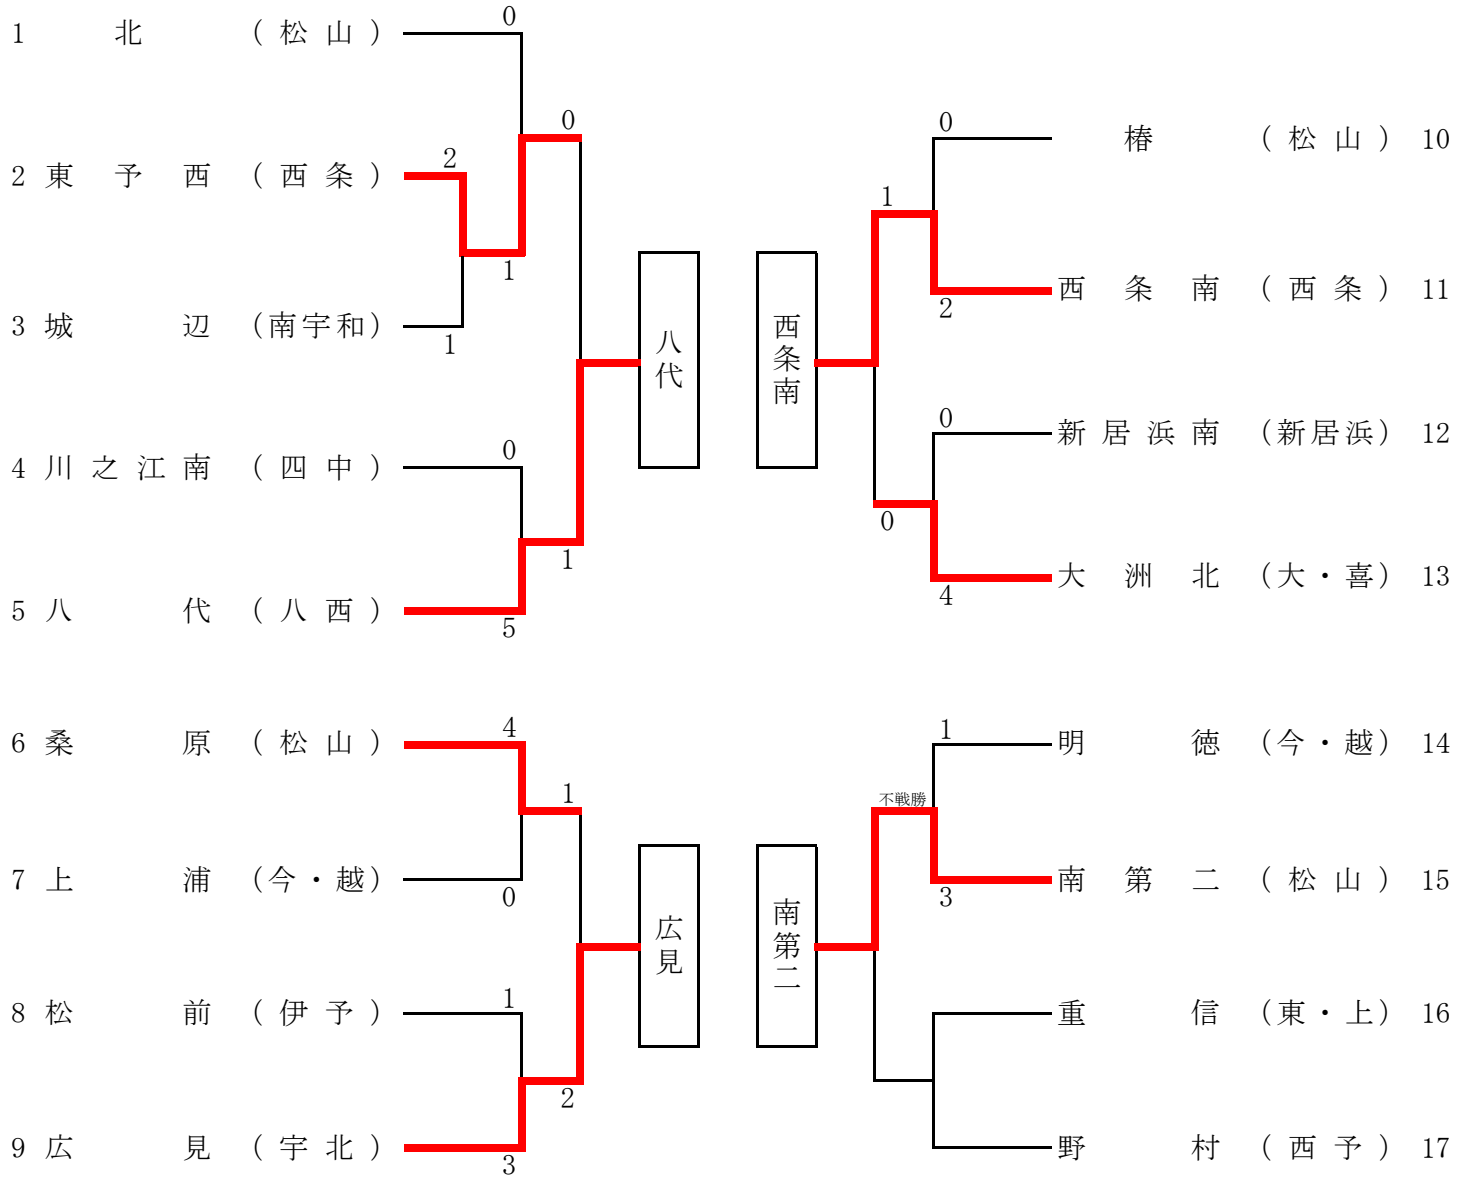 1 北 (松山)
0
2 東予西 (西条)
2
0
1
3 城辺 (南宇和)
1
4 川之江南 (四中)
0
1
5 八代 (八西)
5
八代
6 桑原 (松山)
4
1
7 上浦 (今・越)
0
8 松前 (伊予)
1
2
9 広見 (宇北)
3
広見
0
椿 (松山) 10
1
西条南 (西条) 11
2
西条南
0
新居浜南 (新居浜) 12
0
大洲北 (大・喜) 13
4
1
明徳 (今・越) 14
不戦勝
南第二 (松山) 15
3
南第二
重信 (東・上) 16
野村 (西予) 17